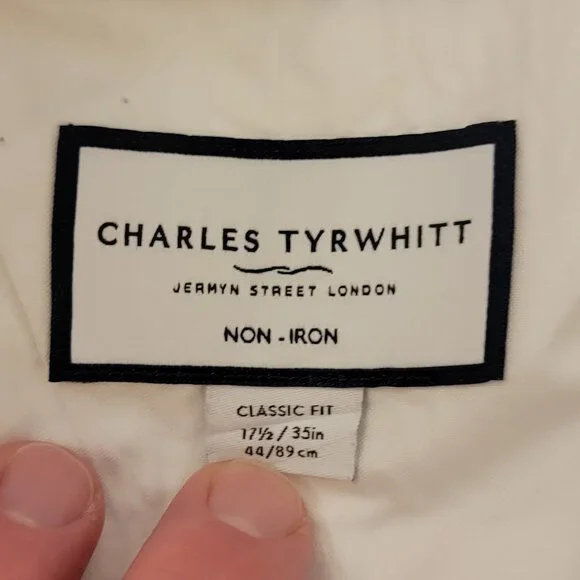 CHARLES TYRWHITT
JERMYN STREET LONDON
NON-IRON
CLASSIC FIT
17½/35in
44/89cm